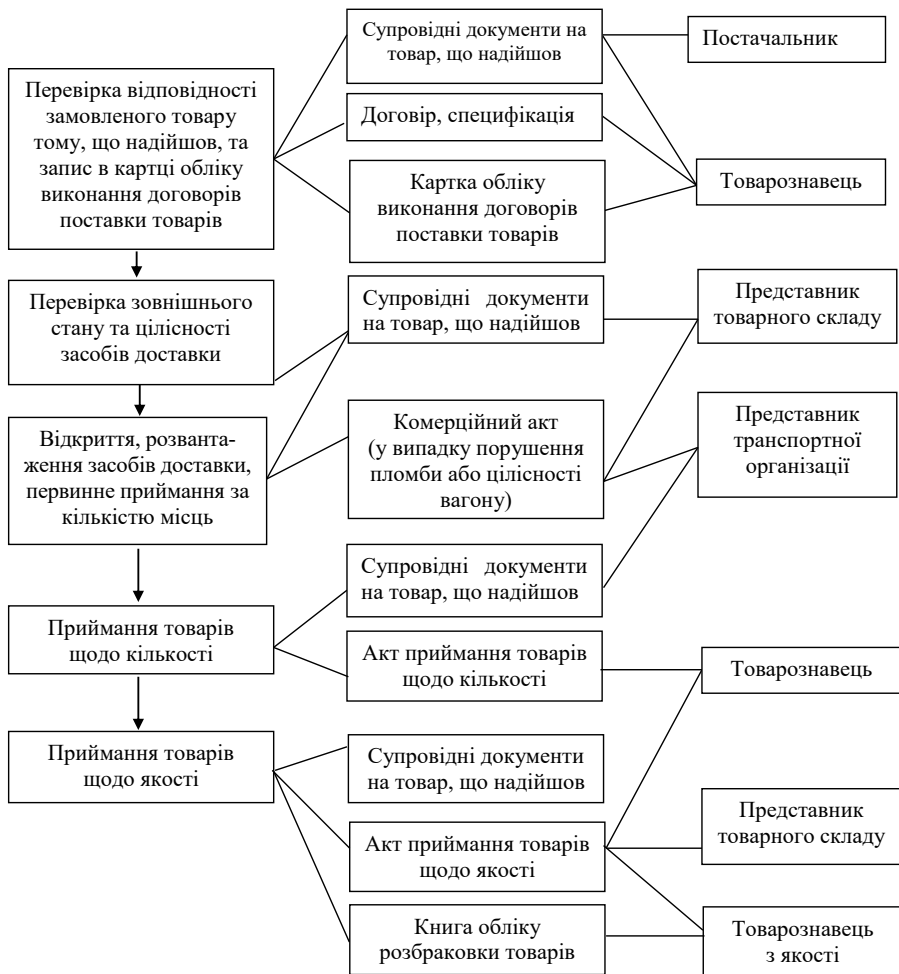 Супровідні документи на
товар, що надійшов
Постачальник
Перевірка відповідності
замовленого товару
тому, що надійшов, та
запис в картці обліку
виконання договорів
поставки товарів
Договір, специфікація
Картка обліку
виконання договорів
поставки товарів
Товарознавець
Перевірка зовнішнього
стану та цілісності
засобів доставки
Супровідні документи
на товар, що надійшов
Представник
товарного складу
Відкриття, розванта-
ження засобів доставки,
первинне приймання за
кількістю місць
Комерційний акт
(у випадку порушення
пломби або цілісності
вагону)
Представник
транспортної
організації
Супровідні документи
на товар, що надійшов
Приймання товарів
щодо кількості
Акт приймання товарів
щодо кількості
Товарознавець
Приймання товарів
щодо якості
Супровідні документи
на товар, що надійшов
Представник
товарного складу
Акт приймання товарів
щодо якості
Книга обліку
розбраковки товарів
Товарознавець
з якості